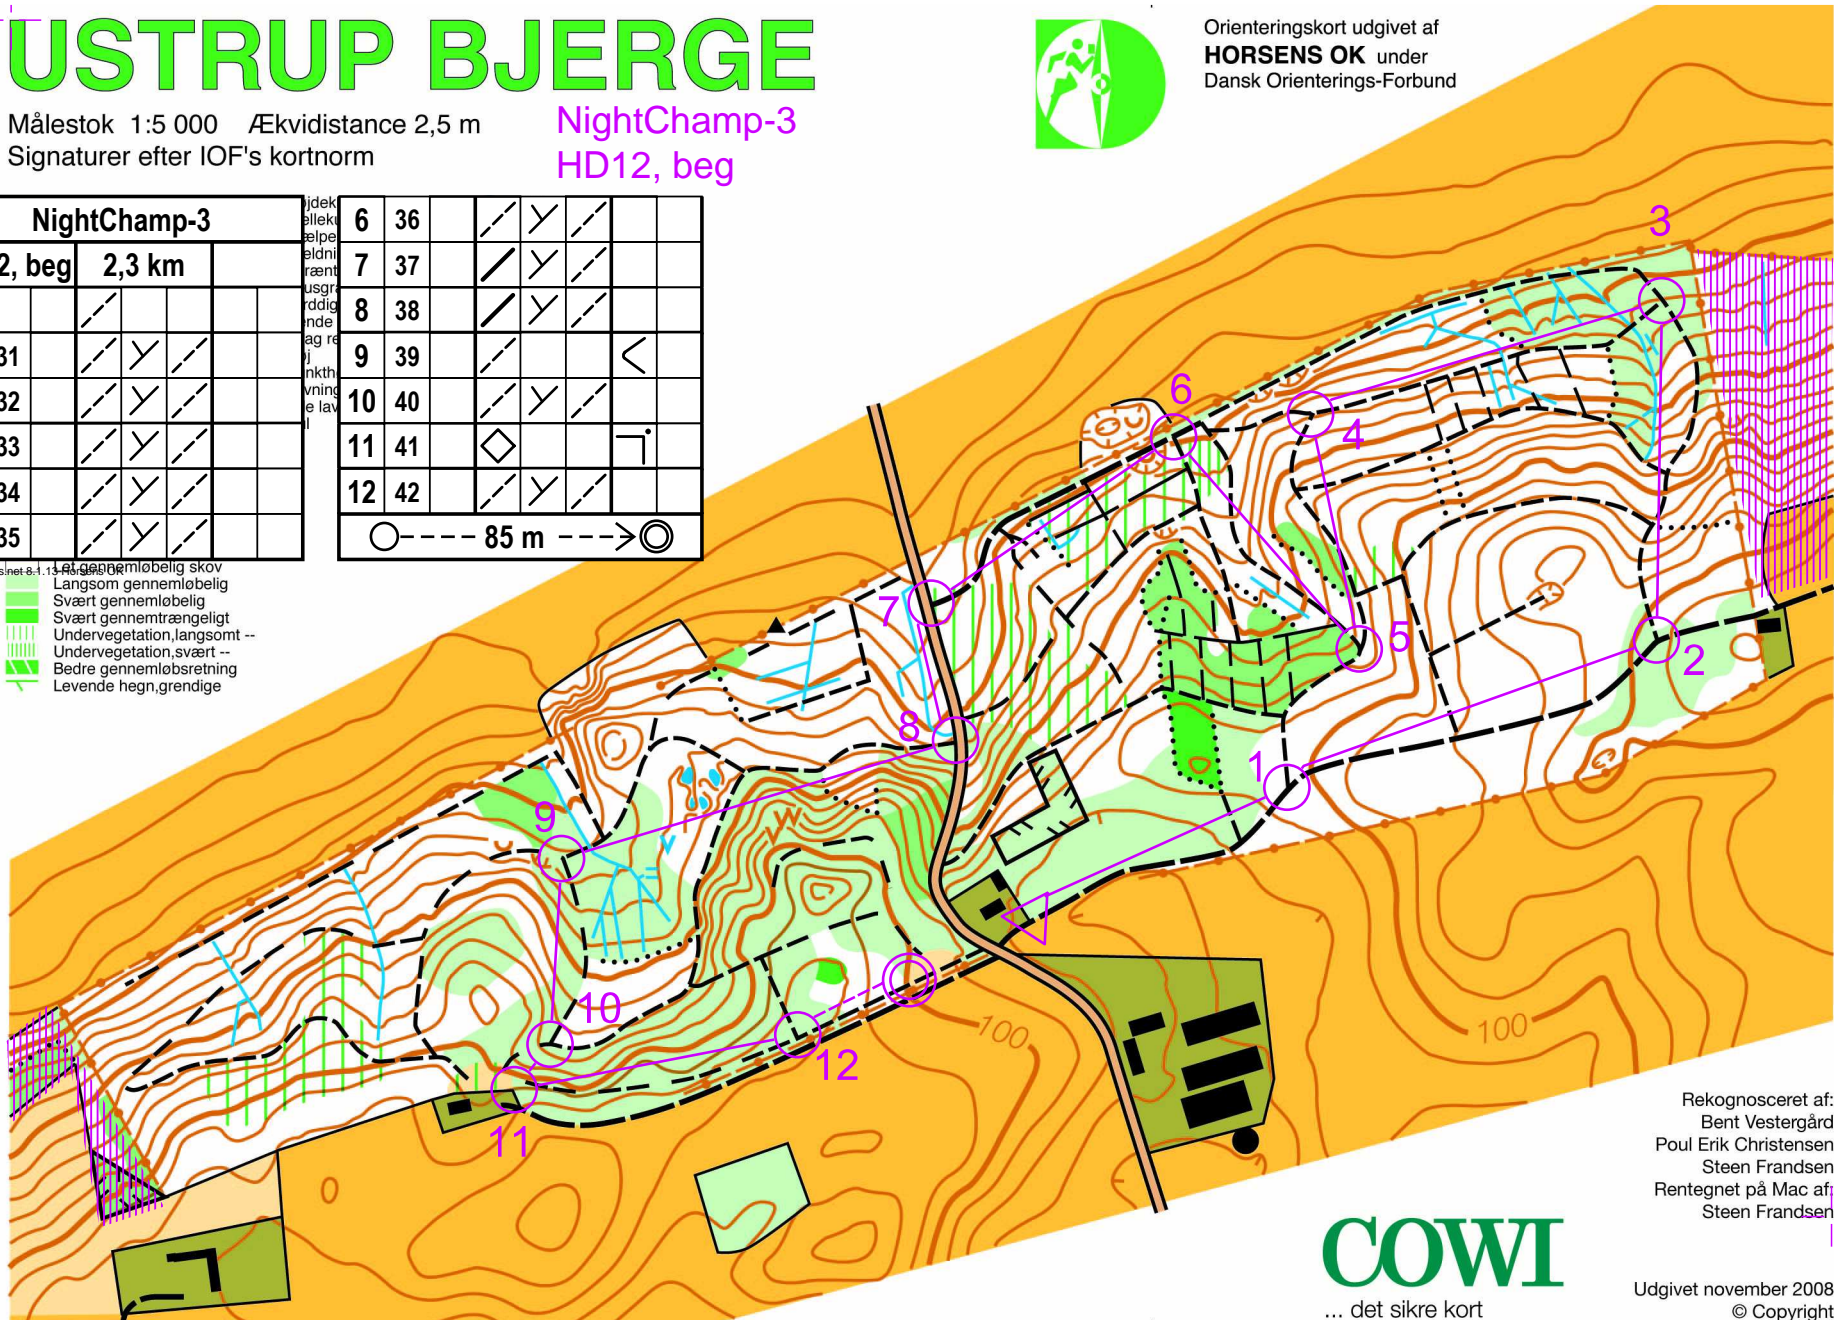 USTRUP BJERGE
Målestok 1:5 000 Ækvidistance 2,5 m
Signaturer efter IOF's kortnorm
NightChamp-3
HD12, beg
Orienteringskort udgivet af
HORSENS OK under
Dansk Orienterings-Forbund
NightChamp-3
2, beg 2,3 km
31
32
33
34
35
6 36
7 37
8 38
9 39
10 40
11 41
12 42
85 m
Let gennemløbelig skov
Langsom gennemløbelig
Svært gennemløbelig
Svært gennemtrængeligt
Undervegetation,langsomt --
Undervegetation,svært --
Bedre gennemløbsretning
Levende hegn,grendige
3
6
4
7
5
2
8
1
9
10
12
11
100
100
Rekognosceret af:
Bent Vestergård
Poul Erik Christensen
Steen Frandsen
Rentegnet på Mac af:
Steen Frandsen
COWI
... det sikre kort
Udgivet november 2008
© Copyright